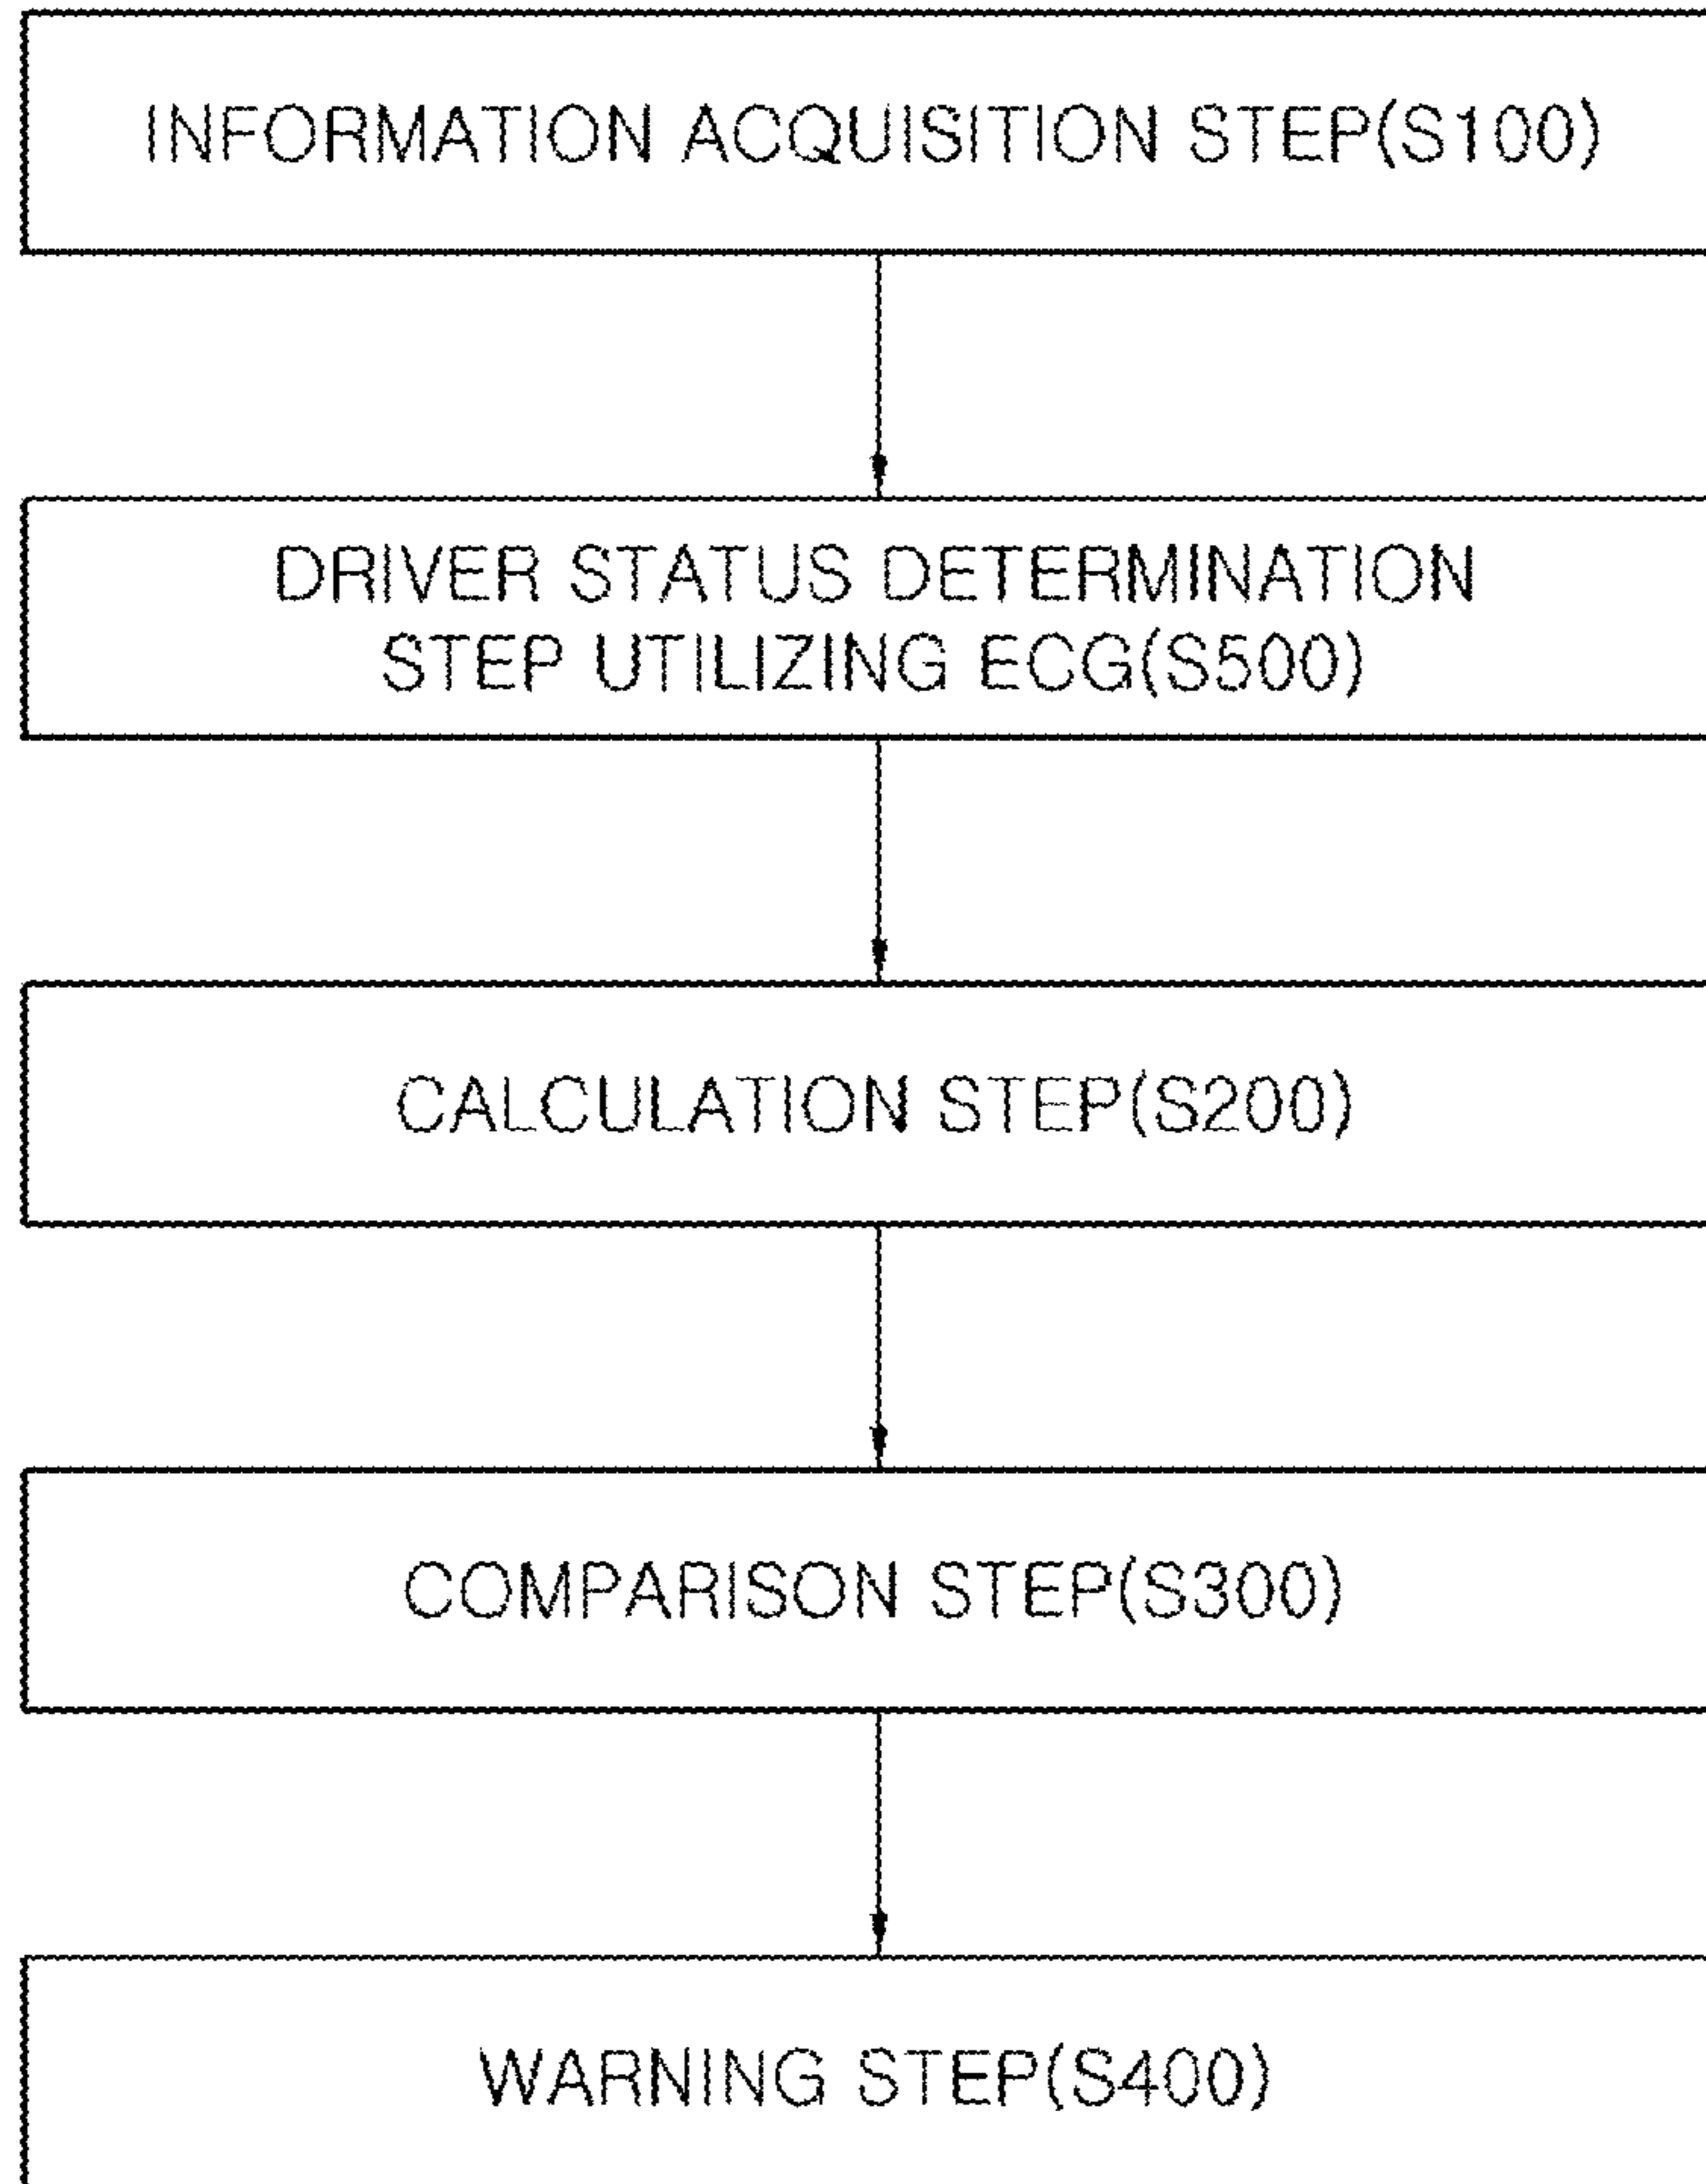 INFORMATION ACQUISITION STEP(S100)
DRIVER STATUS DETERMINATION
STEP UTILIZING ECG(S500)
CALCULATION STEP(S200)
COMPARISON STEP(S300)
WARNING STEP(S400)